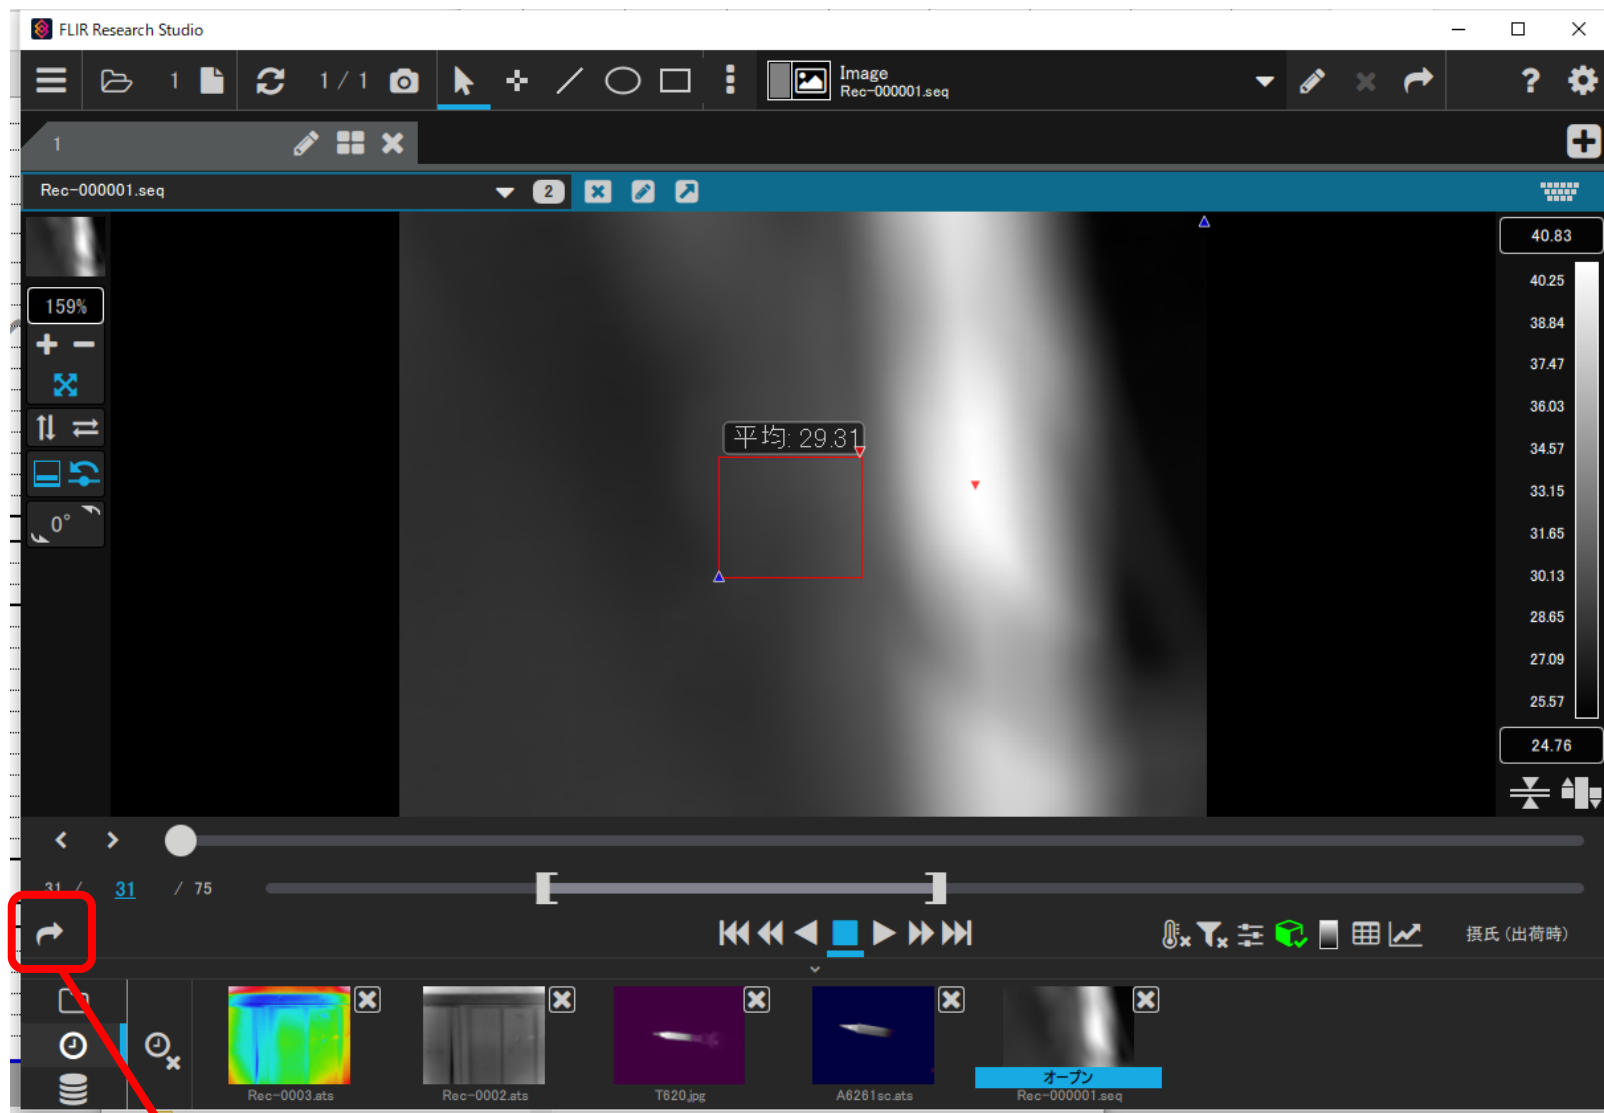 FLIR Research Studio
1
1 / 1
Image
Rec-000001.seq
?
1
Rec-000001.seq
2
40.83
159%
40.25
38.84
37.47
36.03
平均: 29.31
34.57
0°
33.15
31.65
30.13
28.65
27.09
25.57
24.76
31 / 31 / 75
摂氏 (出荷時)
オープン
Rec-0003.ats
Rec-0002.ats
T620.jpg
A6261sc.ats
Rec-000001.seq